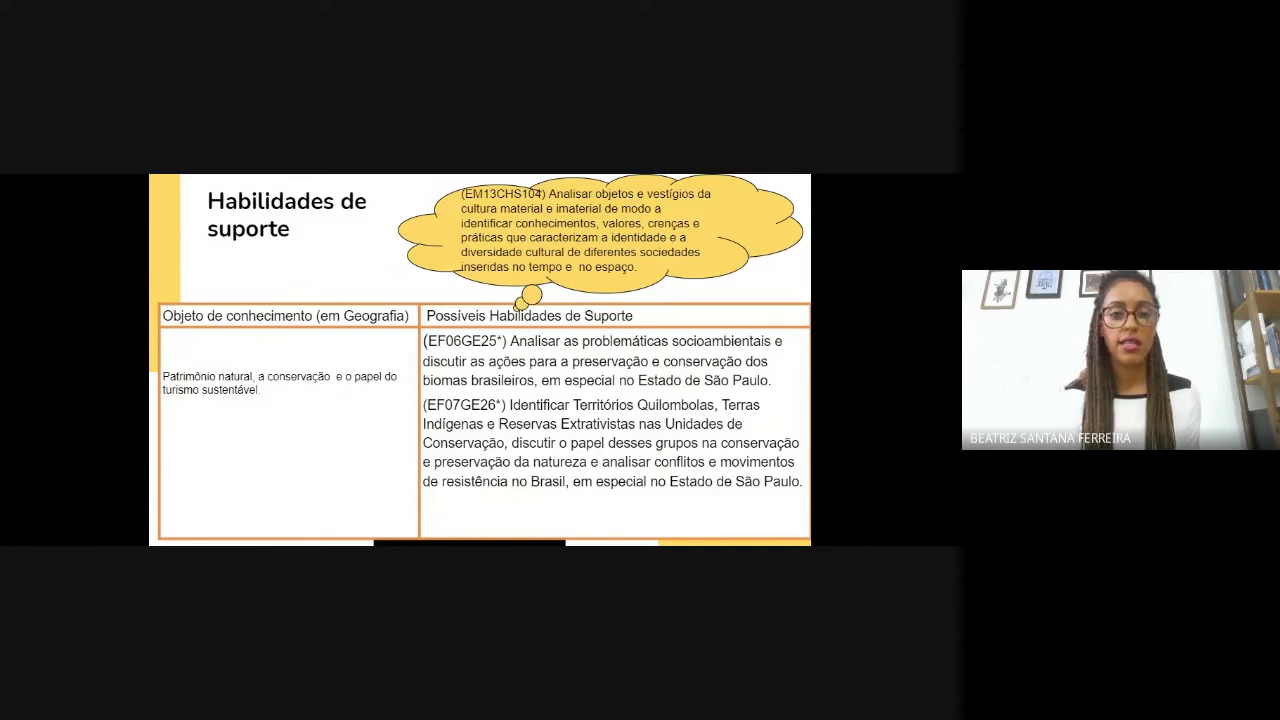 Habilidades de
suporte
(EM13CHS104) Analisar objetos e vestígios da
cultura material e imaterial de modo a
identificar conhecimentos, valores, crenças e
práticas que caracterizam a identidade e a
diversidade cultural de diferentes sociedades
inseridas no tempo e no espaço.
Objeto de conhecimento (em Geografia)
Possíveis Habilidades de Suporte
Patrimônio natural, a conservação e o papel do
turismo sustentável.
(EF06GE25*) Analisar as problemáticas socioambientais e
discutir as ações para a preservação e conservação dos
biomas brasileiros, em especial no Estado de São Paulo.
(EF07GE26*) Identificar Territórios Quilombolas, Terras
Indígenas e Reservas Extrativistas nas Unidades de
Conservação, discutir o papel desses grupos na conservação
e preservação da natureza e analisar conflitos e movimentos
de resistência no Brasil, em especial no Estado de São Paulo.
BEATRIZ SANTANA FERREIRA